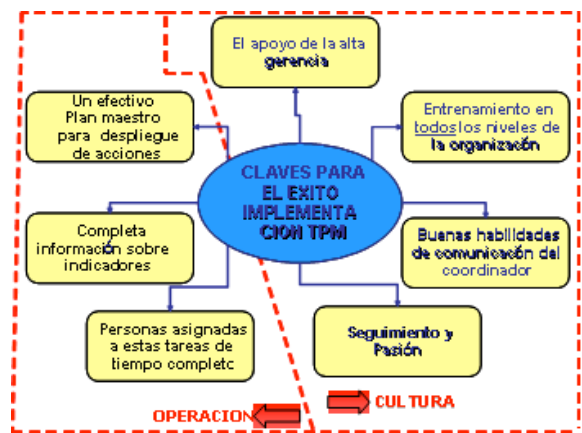 El apoyo de la alta
gerencia
Un efectivo
Plan maestro
para despliegue
de acciones
Entrenamiento en
todos los niveles de
la organización
CLAVES PARA
EL EXITO
IMPLEMENTA
CION TPM
Completa
información sobre
indicadores
Buenas habilidades
de comunicación del
coordinador
Personas asignadas
a estas tareas de
tiempo completo
Seguimiento y
Pasión
OPERACION
CULTURA